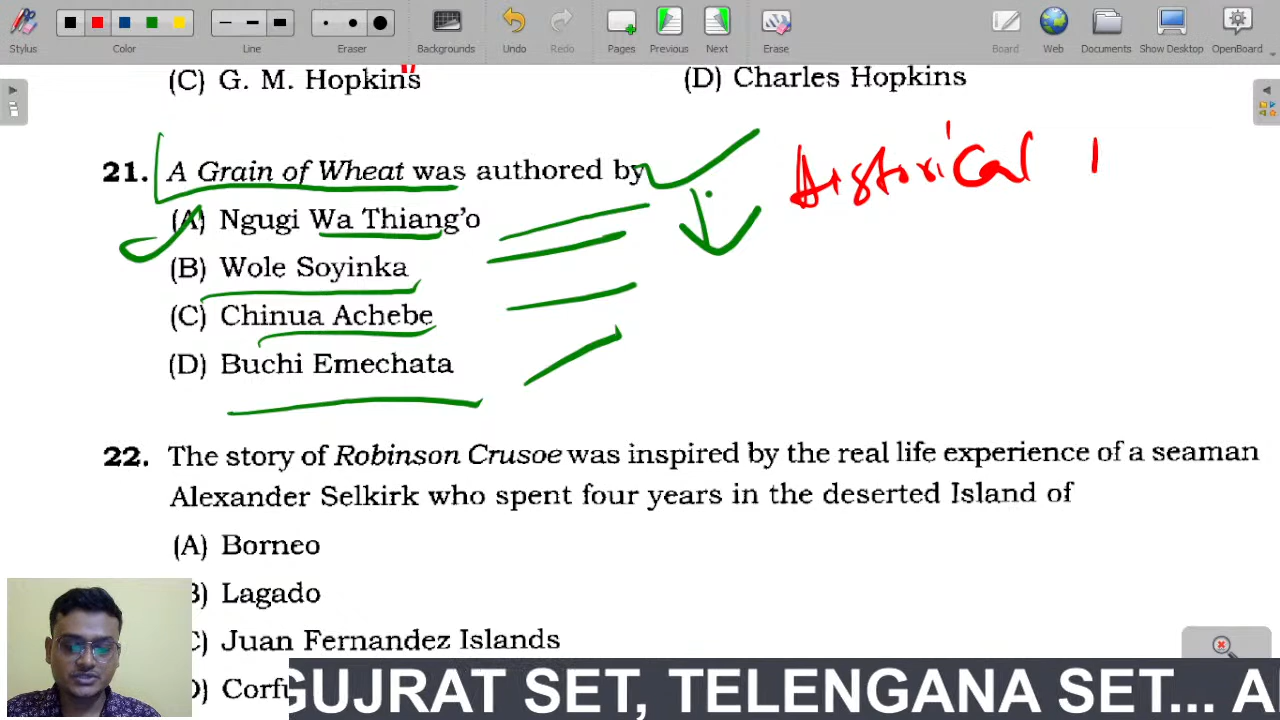 Stylus
Color
Line
Eraser
Backgrounds
Undo
Redo
Pages
Previous
Next
Erase
Board
Web
Documents
Show Desktop
OpenBoard
(C) G. M. Hopkins
(D) Charles Hopkins
21. A Grain of Wheat was authored by
Historical
(A) Ngugi Wa Thiang'o
(B) Wole Soyinka
(C) Chinua Achebe
(D) Buchi Emechata
22. The story of Robinson Crusoe was inspired by the real life experience of a seaman
Alexander Selkirk who spent four years in the deserted Island of
(A) Borneo
B) Lagado
C) Juan Fernandez Islands
D) Corfu
GUJRAT SET, TELENGANA SET... A